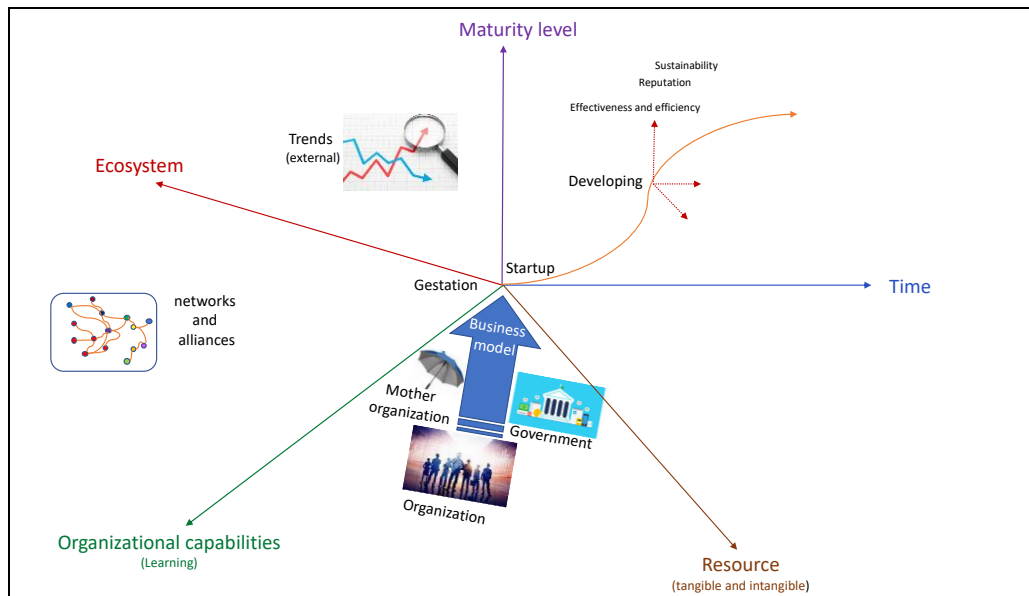 Maturity level
Sustainability
Reputation
Effectiveness and efficiency
Trends
(external)
Ecosystem
Developing
Startup
Gestation
Time
networks
and
alliances
Business
model
Mother
organization
Government
Organization
Organizational capabilities
(Learning)
Resource
(tangible and intangible)